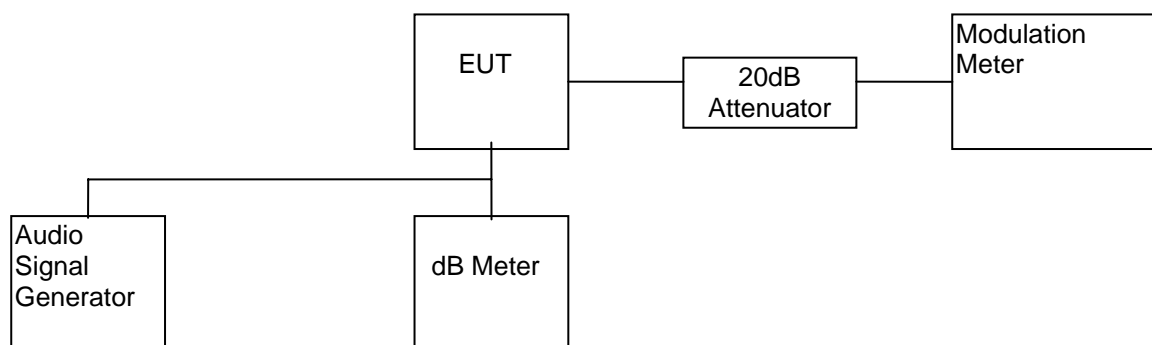 EUT
Modulation
Meter
20dB
Attenuator
Audio
Signal
Generator
dB Meter